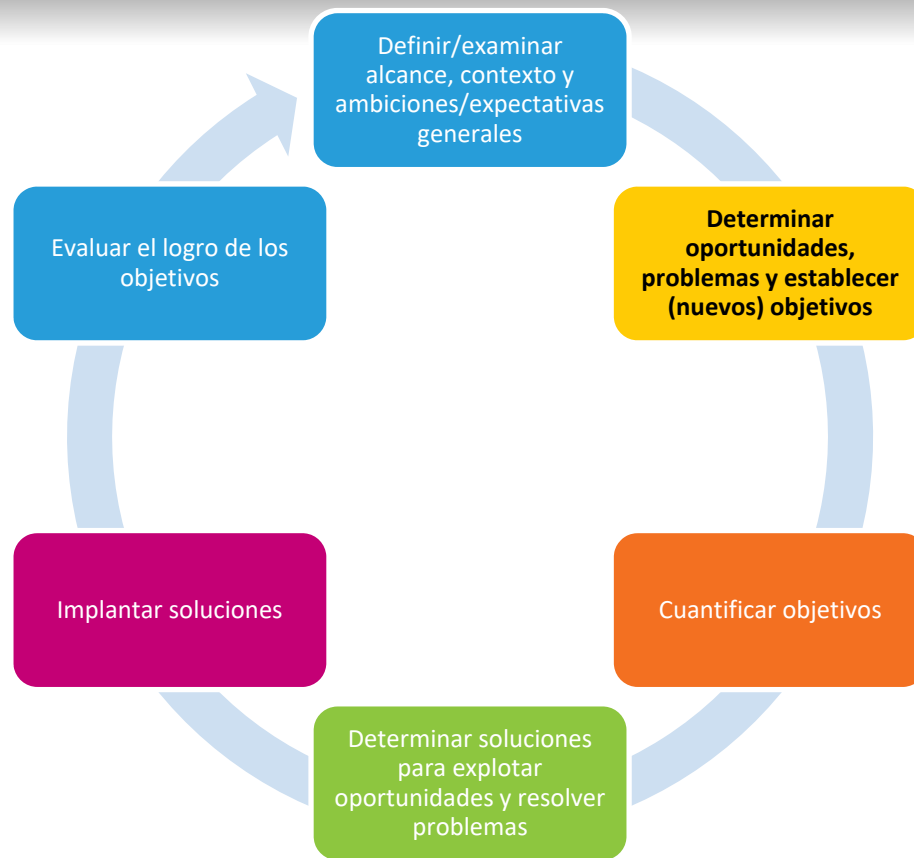 Definir/examinar
alcance, contexto y
ambiciones/expectativas
generales
Determinar
oportunidades,
problemas y establecer
(nuevos) objetivos
Cuantificar objetivos
Determinar soluciones
para explotar
oportunidades y resolver
problemas
Implantar soluciones
Evaluar el logro de los
objetivos